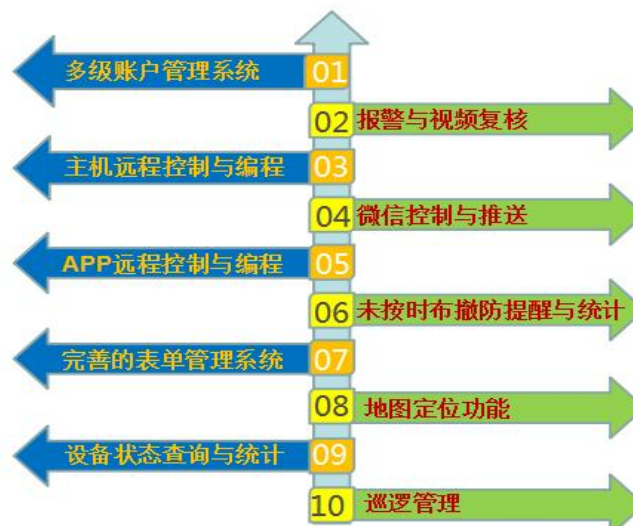 多级账户管理系统 01
02 报警与视频复核
主机远程控制与编程 03
04 微信控制与推送
APP远程控制与编程 05
06 未按时布撤防提醒与统计
完善的表单管理系统 07
08 地图定位功能
设备状态查询与统计 09
10 巡逻管理